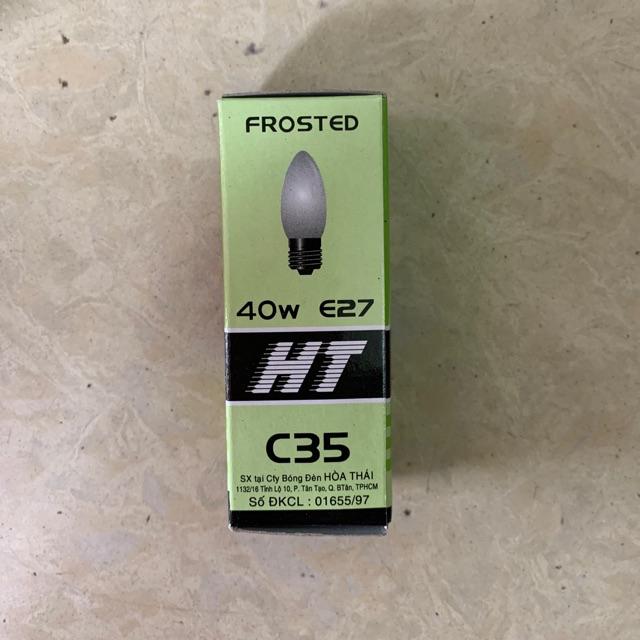 FROSTED
40W E27
HT
C35
SX tại Cty Bóng Đèn HÒA THÁI
1132/16 Tỉnh Lộ 10, P. Tân Tạo, Q. BTân, TPHCM
Số ĐKCL : 01655/97